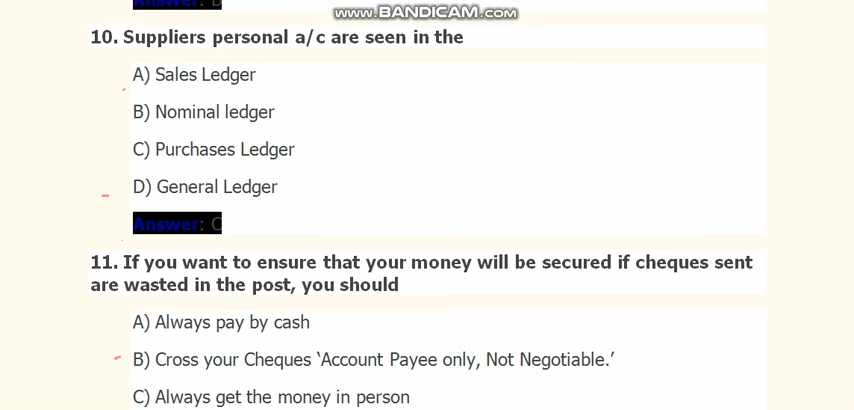 Answer:
www.BANDICAM.com
10. Suppliers personal a/c are seen in the
A) Sales Ledger
B) Nominal ledger
C) Purchases Ledger
D) General Ledger
Answer: C
11. If you want to ensure that your money will be secured if cheques sent
are wasted in the post, you should
A) Always pay by cash
B) Cross your Cheques ‘Account Payee only, Not Negotiable.’
C) Always get the money in person